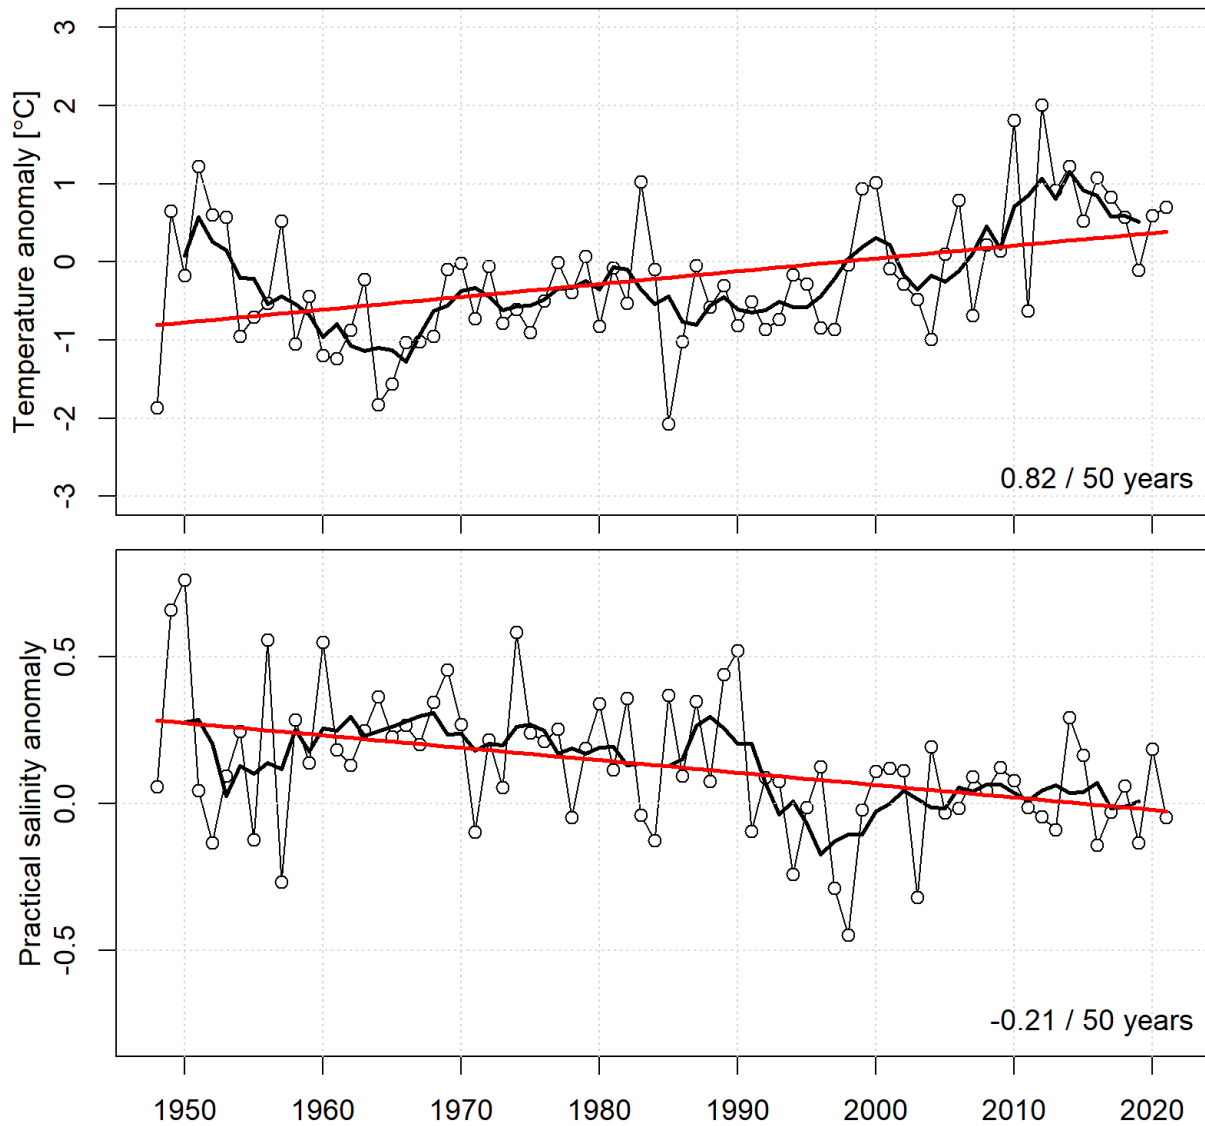 Temperature anomaly [°C]
3
2
1
0
-1
-2
-3
0.82 / 50 years
Practical salinity anomaly
0.5
0.0
-0.5
-0.21 / 50 years
1950 1960 1970 1980 1990 2000 2010 2020